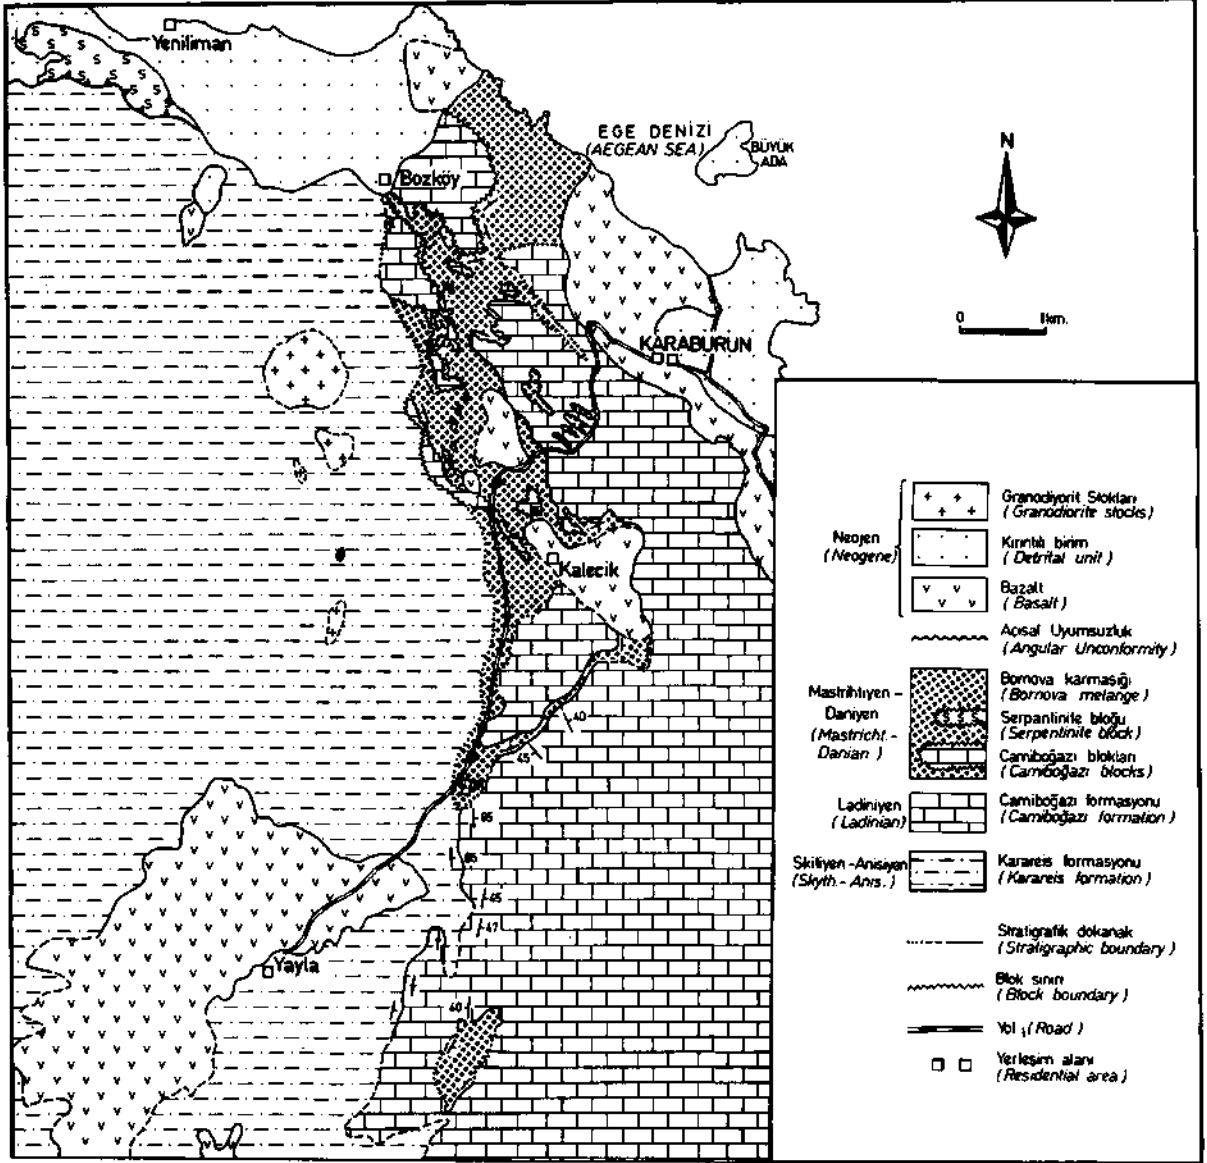 Yeniliman
EGE DENİZİ
(AEGEAN SEA)
BÜYÜK
ADA
N
Bozköy
0 1km.
KARABURUN
Kalecik
40
45
85
85
45
47
Yayla
40
Neojen
(Neogene)
Granodiyorit Stokları
(Granodiorite stocks)
Kırıntılı birim
(Detrital unit)
Bazalt
(Basalt)
Açısal Uyumsuzluk
(Angular Unconformity)
Mastrihtiyen -
Daniyen
(Mastricht.-
Danian)
Bornova karmaşığı
(Bornova melange)
Serpantinite bloğu
(Serpentinite block)
Camiboğazı blokları
(Camiboğazı blocks)
Ladiniyen
(Ladinian)
Camiboğazı formasyonu
(Camiboğazı formation)
Skitiyen-Anisiyen
(Skyth.-Anis.)
Karareis formasyonu
(Karareis formation)
Stratigrafik dokanak
(Stratigraphic boundary)
Blok sınırı
(Block boundary)
Yol (Road)
Yerleşim alanı
(Residential area)